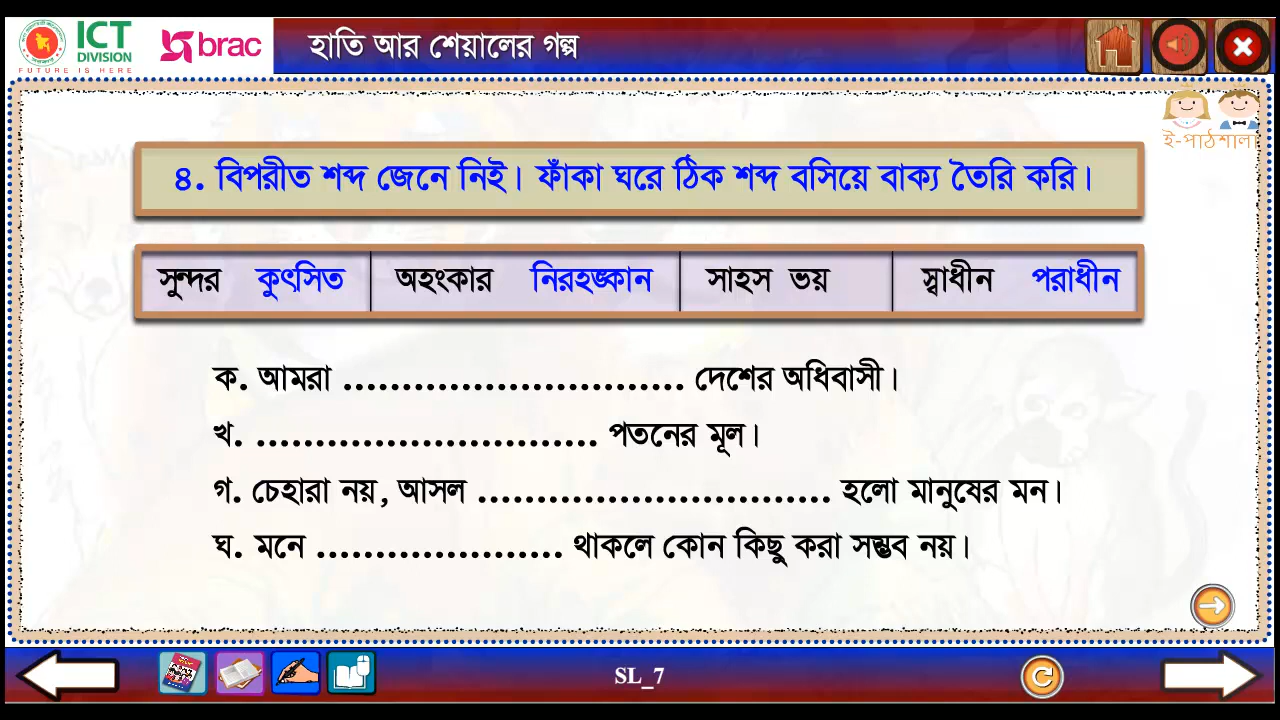 ICT
DIVISION
FUTURE IS HERE
brac
হাতি আর শেয়ালের গল্প
ই-পাঠশালা
৪. বিপরীত শব্দ জেনে নিই। ফাঁকা ঘরে ঠিক শব্দ বসিয়ে বাক্য তৈরি করি।
সুন্দর কুৎসিত অহংকার নিরহঙ্কান সাহস ভয় স্বাধীন পরাধীন
ক. আমরা ............................. দেশের অধিবাসী।
খ. ............................. পতনের মূল।
গ. চেহারা নয়, আসল .............................. হলো মানুষের মন।
ঘ. মনে ..................... থাকলে কোন কিছু করা সম্ভব নয়।
SL_7